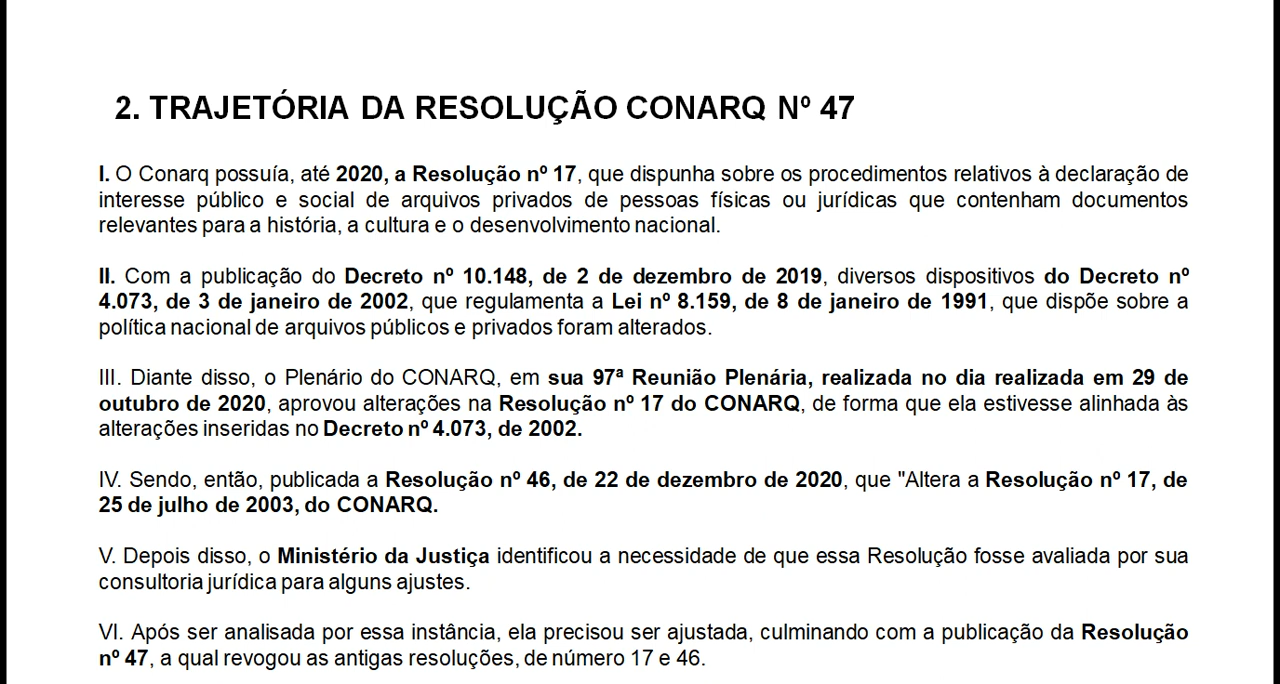 2. TRAJETÓRIA DA RESOLUÇÃO CONARQ Nº 47
I. O Conarq possuía, até 2020, a Resolução nº 17, que dispunha sobre os procedimentos relativos à declaração de
interesse público e social de arquivos privados de pessoas físicas ou jurídicas que contenham documentos
relevantes para a história, a cultura e o desenvolvimento nacional.
II. Com a publicação do Decreto nº 10.148, de 2 de dezembro de 2019, diversos dispositivos do Decreto nº
4.073, de 3 de janeiro de 2002, que regulamenta a Lei nº 8.159, de 8 de janeiro de 1991, que dispõe sobre a
política nacional de arquivos públicos e privados foram alterados.
III. Diante disso, o Plenário do CONARQ, em sua 97ª Reunião Plenária, realizada no dia realizada em 29 de
outubro de 2020, aprovou alterações na Resolução nº 17 do CONARQ, de forma que ela estivesse alinhada às
alterações inseridas no Decreto nº 4.073, de 2002.
IV. Sendo, então, publicada a Resolução nº 46, de 22 de dezembro de 2020, que "Altera a Resolução nº 17, de
25 de julho de 2003, do CONARQ.
V. Depois disso, o Ministério da Justiça identificou a necessidade de que essa Resolução fosse avaliada por sua
consultoria jurídica para alguns ajustes.
VI. Após ser analisada por essa instância, ela precisou ser ajustada, culminando com a publicação da Resolução
nº 47, a qual revogou as antigas resoluções, de número 17 e 46.